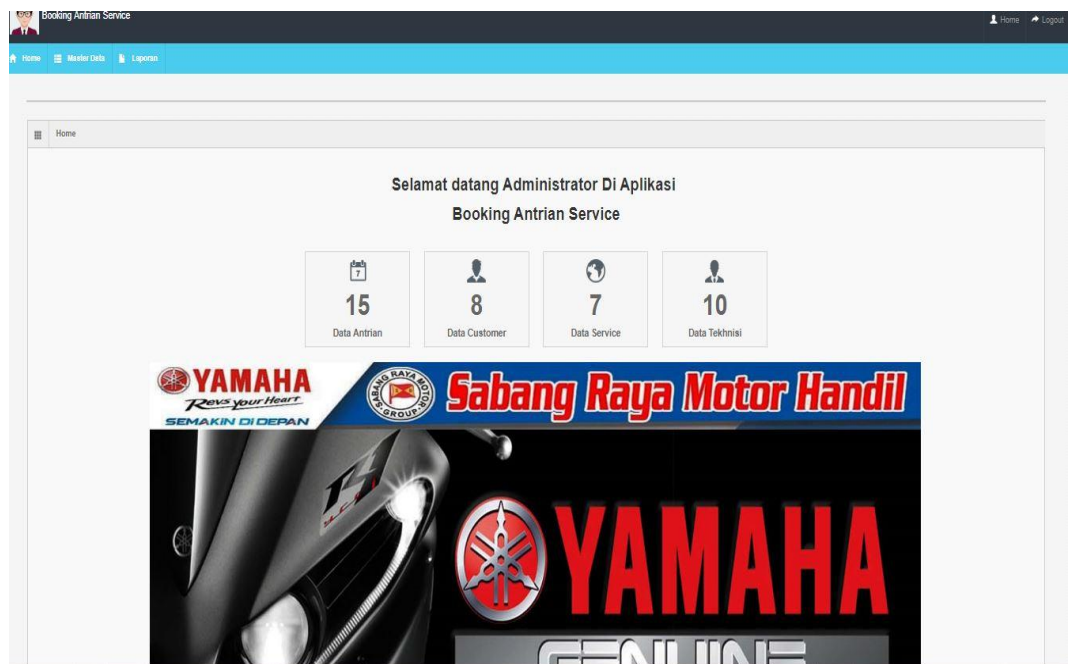 Booking Antrian Service
Home Logout
Home Master Data Laporan
Home
Selamat datang Administrator Di Aplikasi
Booking Antrian Service
7
15 8 7 10
Data Antrian Data Customer Data Service Data Tekhnisi
YAMAHA
Revs Your Heart
SEMAKIN DI DEPAN
SABANG RAYA MOTOR
GROUP
Sabang Raya Motor Handil
YAMAHA
GENUINE